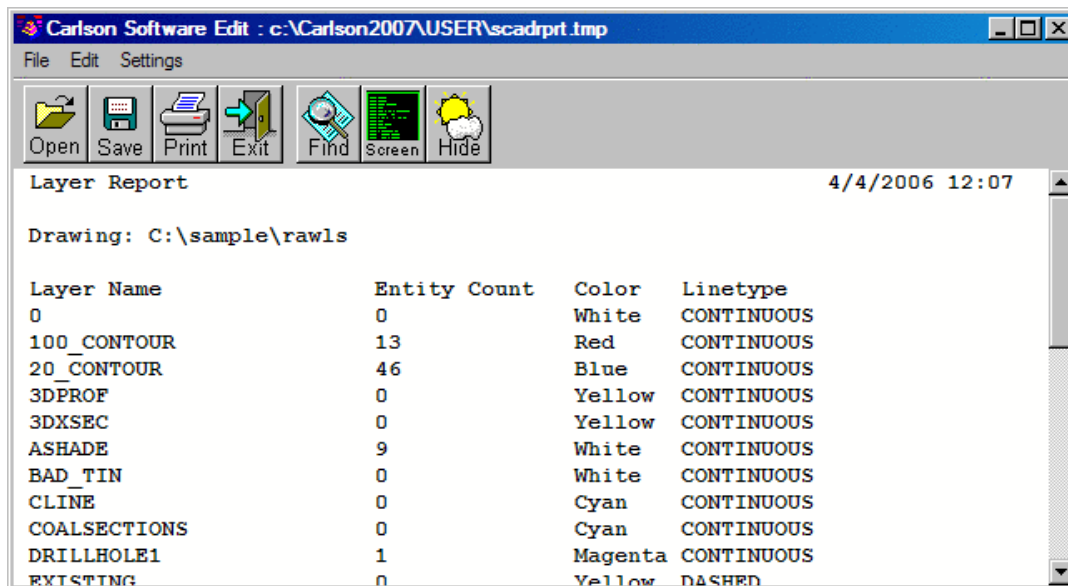 Carlson Software Edit : c:\Carlson2007\USER\scadrprt.tmp
File Edit Settings
Open Save Print Exit Find Screen Hide
Layer Report 4/4/2006 12:07
Drawing: C:\sample\rawls
Layer Name Entity Count Color Linetype
0 0 White CONTINUOUS
100_CONTOUR 13 Red CONTINUOUS
20_CONTOUR 46 Blue CONTINUOUS
3DPROF 0 Yellow CONTINUOUS
3DXSEC 0 Yellow CONTINUOUS
ASHADE 9 White CONTINUOUS
BAD_TIN 0 White CONTINUOUS
CLINE 0 Cyan CONTINUOUS
COALSECTIONS 0 Cyan CONTINUOUS
DRILLHOLE1 1 Magenta CONTINUOUS
EXISTING 0 Yellow DASHED